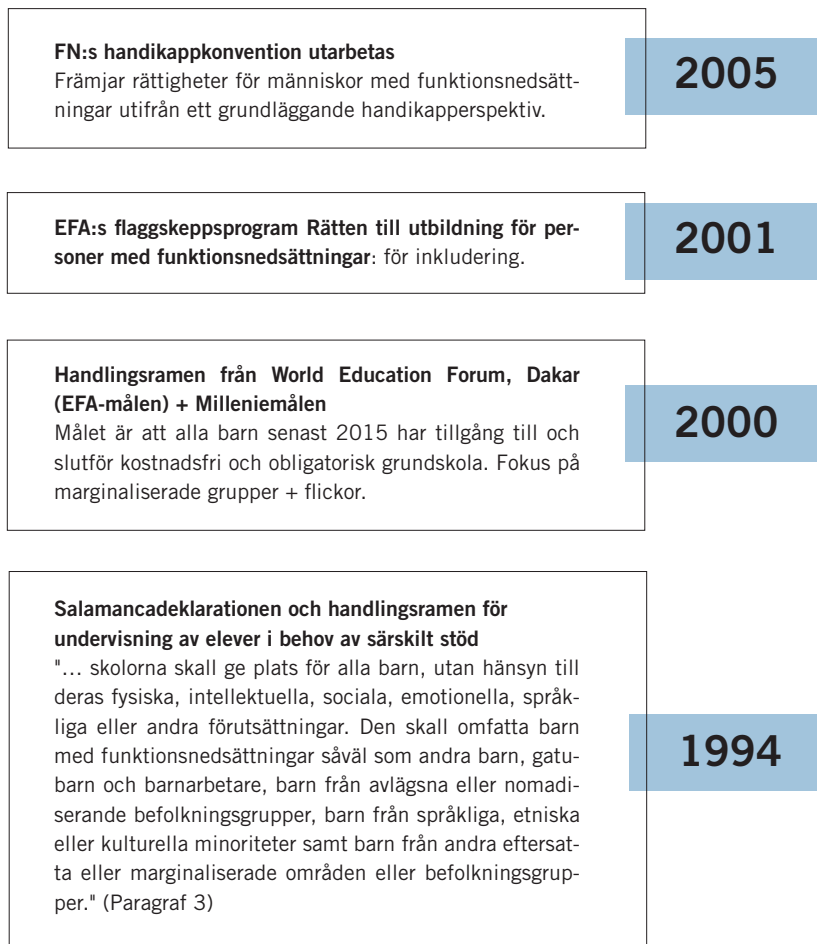 FN:s handikappkonvention utarbetas
Främjar rättigheter för människor med funktionsnedsätt-
ningar utifrån ett grundläggande handikapperspektiv.
2005
EFA:s flaggskeppsprogram Rätten till utbildning för per-
soner med funktionsnedsättningar: för inkludering.
2001
Handlingsramen från World Education Forum, Dakar
(EFA-målen) + Milleniemålen
Målet är att alla barn senast 2015 har tillgång till och
slutför kostnadsfri och obligatorisk grundskola. Fokus på
marginaliserade grupper + flickor.
2000
Salamancadeklarationen och handlingsramen för
undervisning av elever i behov av särskilt stöd
"… skolorna skall ge plats för alla barn, utan hänsyn till
deras fysiska, intellektuella, sociala, emotionella, språk-
liga eller andra förutsättningar. Den skall omfatta barn
med funktionsnedsättningar såväl som andra barn, gatu-
barn och barnarbetare, barn från avlägsna eller nomadi-
serande befolkningsgrupper, barn från språkliga, etniska
eller kulturella minoriteter samt barn från andra eftersat-
ta eller marginaliserade områden eller befolkningsgrup-
per." (Paragraf 3)
1994